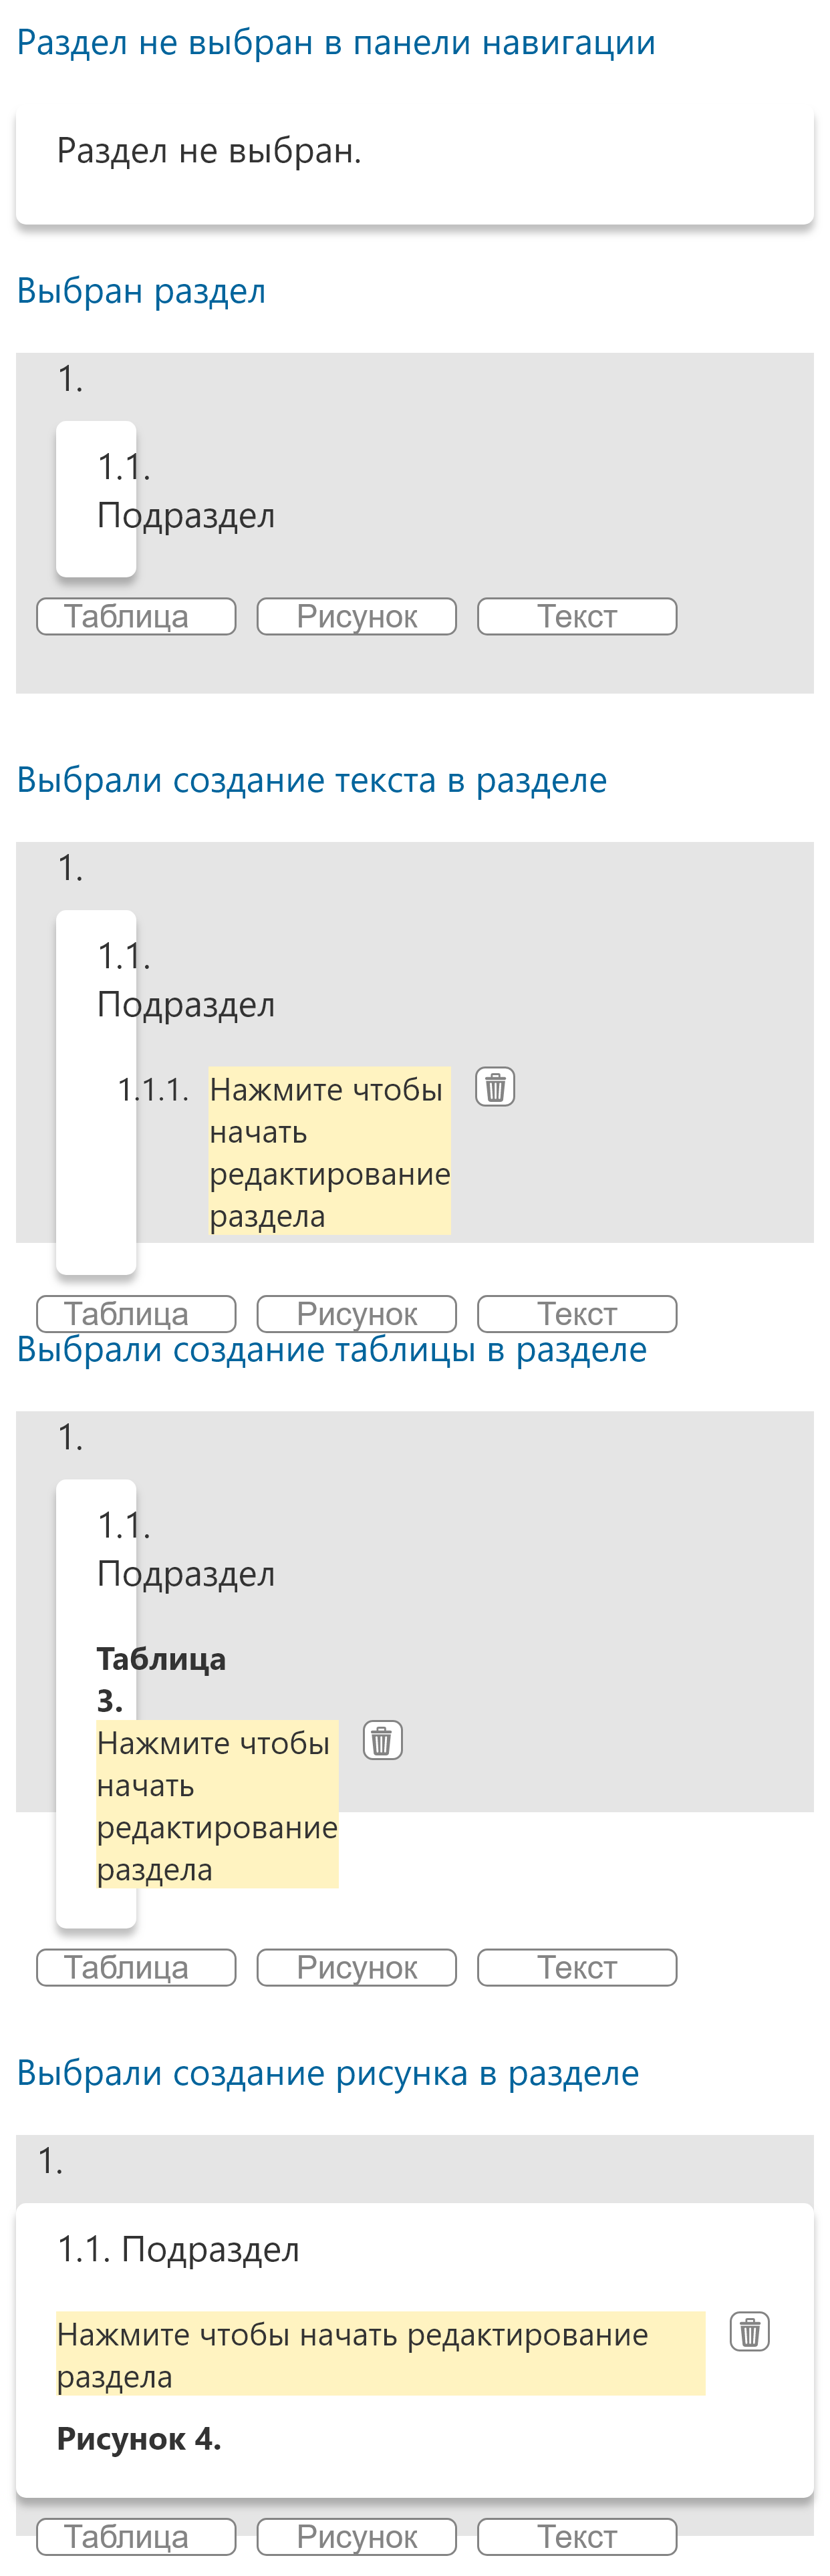 Раздел не выбран в панели навигации
Раздел не выбран.
Выбран раздел
1.
1.1.
Подраздел
Таблица Рисунок Текст
Выбрали создание текста в разделе
1.
1.1.
Подраздел
1.1.1. Нажмите чтобы
начать
редактирование
раздела
Таблица Рисунок Текст
Выбрали создание таблицы в разделе
1.
1.1.
Подраздел
Таблица
3.
Нажмите чтобы
начать
редактирование
раздела
Таблица Рисунок Текст
Выбрали создание рисунка в разделе
1.
1.1. Подраздел
Нажмите чтобы начать редактирование
раздела
Рисунок 4.
Таблица Рисунок Текст